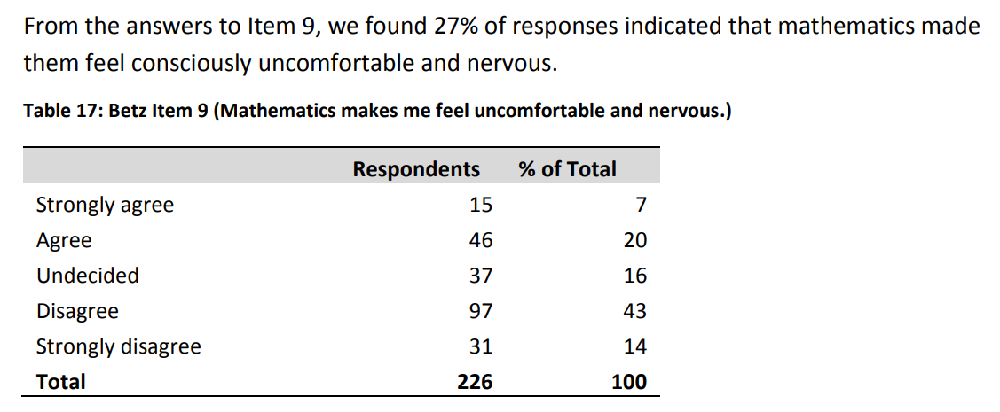 From the answers to Item 9, we found 27% of responses indicated that mathematics made
them feel consciously uncomfortable and nervous.
Table 17: Betz Item 9 (Mathematics makes me feel uncomfortable and nervous.)
Respondents % of Total
Strongly agree 15 7
Agree 46 20
Undecided 37 16
Disagree 97 43
Strongly disagree 31 14
Total 226 100